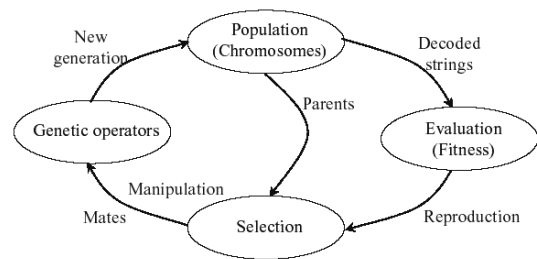 New
generation
Population
(Chromosomes)
Decoded
strings
Parents
Genetic operators
Evaluation
(Fitness)
Manipulation
Mates
Selection
Reproduction